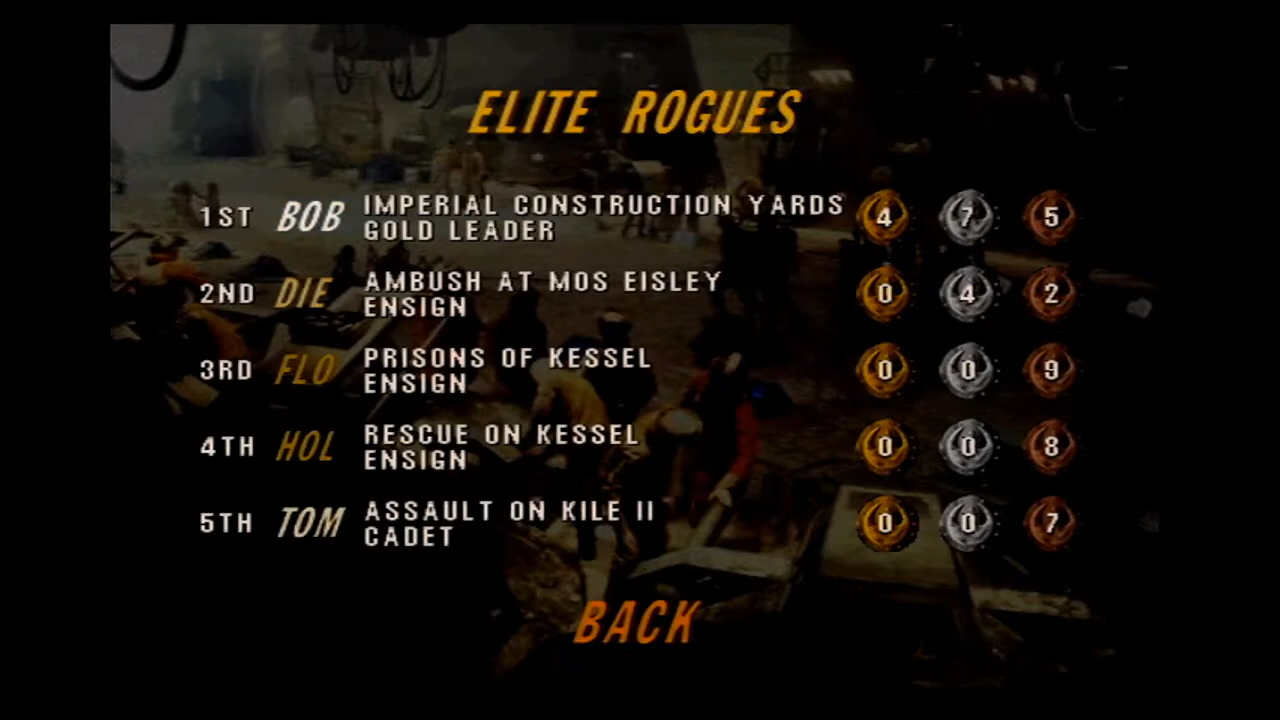 ELITE ROGUES
1ST BOB IMPERIAL CONSTRUCTION YARDS 4 7 5
GOLD LEADER
2ND DIE AMBUSH AT MOS EISLEY 0 4 2
ENSIGN
3RD FLO PRISONS OF KESSEL 0 0 9
ENSIGN
4TH HOL RESCUE ON KESSEL 0 0 8
ENSIGN
5TH TOM ASSAULT ON KILE II 0 0 7
CADET
BACK